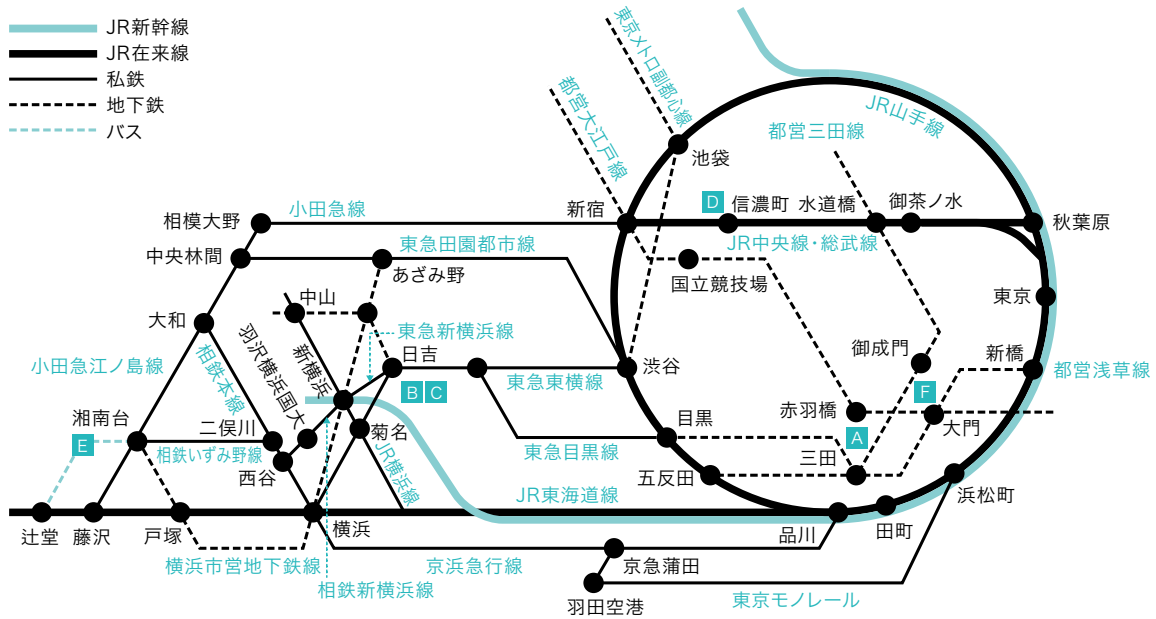 JR新幹線
JR在来線
私鉄
地下鉄
バス
東京メトロ副都心線
都営大江戸線
池袋
JR山手線
都営三田線
相模大野
小田急線
新宿
D
信濃町
水道橋
御茶ノ水
秋葉原
JR中央線・総武線
中央林間
東急田園都市線
あざみ野
国立競技場
東京
中山
大和
東急新横浜線
新横浜
羽沢横浜国大
相鉄本線
小田急江ノ島線
日吉
B
C
東急東横線
渋谷
御成門
新橋
都営浅草線
F
湘南台
E
二俣川
相鉄いずみ野線
西谷
菊名
JR横浜線
目黒
東急目黒線
赤羽橋
A
大門
三田
五反田
浜松町
JR東海道線
辻堂
藤沢
戸塚
横浜
品川
田町
横浜市営地下鉄線
相鉄新横浜線
京浜急行線
京急蒲田
羽田空港
東京モノレール